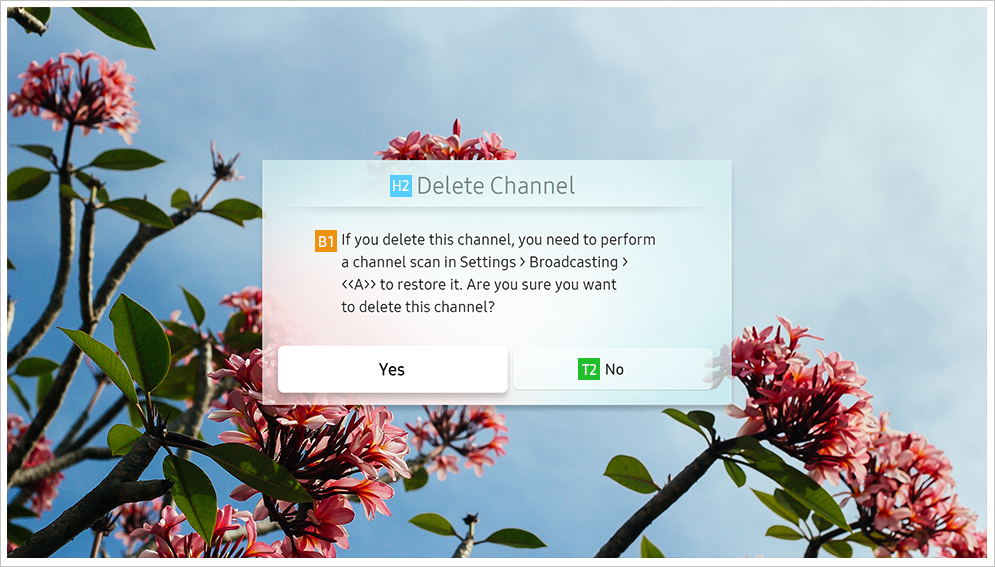 H2 Delete Channel
B1 If you delete this channel, you need to perform
a channel scan in Settings > Broadcasting >
<<A>> to restore it. Are you sure you want
to delete this channel?
Yes
T2 No